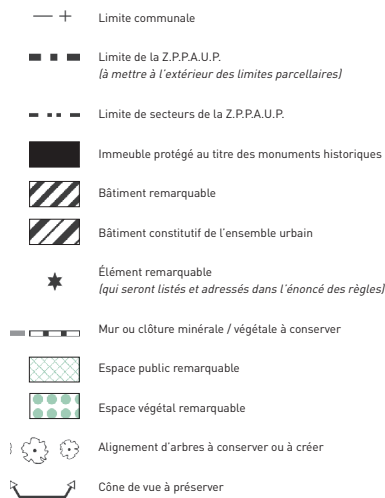 Limite communale
Limite de la Z.P.P.A.U.P.
(à mettre à l'extérieur des limites parcellaires)
Limite de secteurs de la Z.P.P.A.U.P.
Immeuble protégé au titre des monuments historiques
Bâtiment remarquable
Bâtiment constitutif de l'ensemble urbain
Élément remarquable
(qui seront listés et adressés dans l'énoncé des règles)
Mur ou clôture minérale / végétale à conserver
Espace public remarquable
Espace végétal remarquable
Alignement d'arbres à conserver ou à créer
Cône de vue à préserver